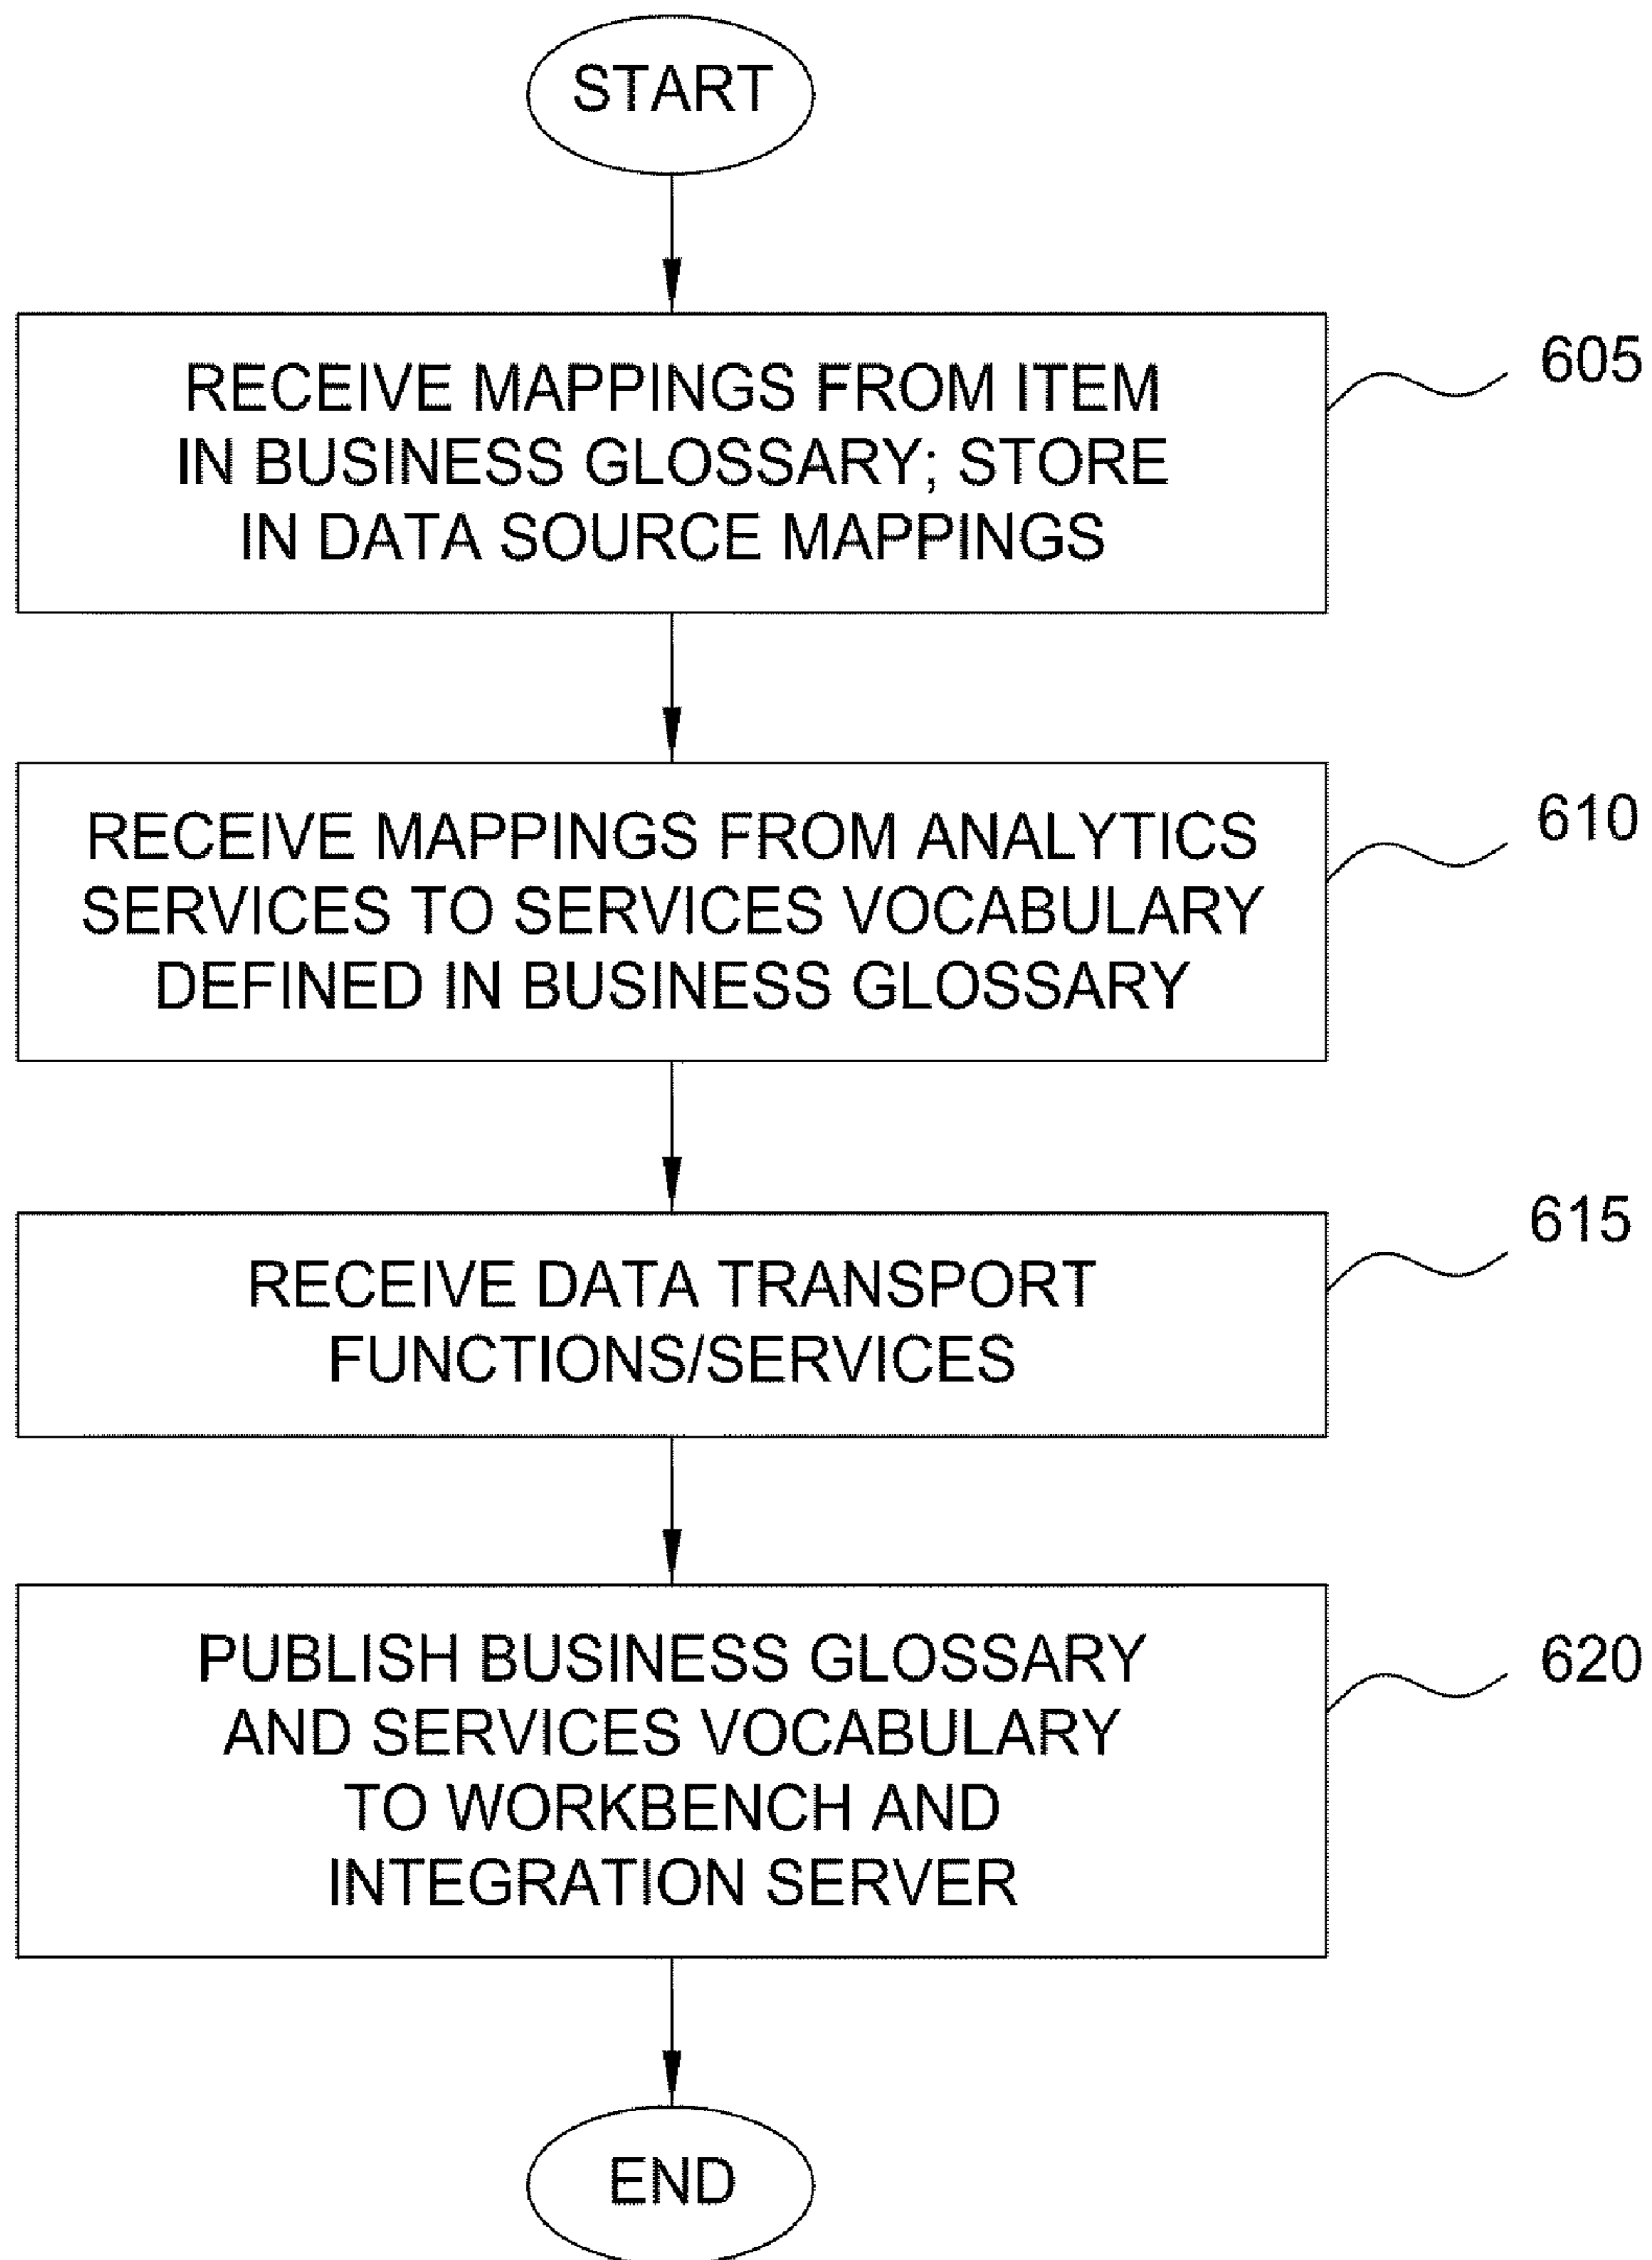 START
RECEIVE MAPPINGS FROM ITEM
IN BUSINESS GLOSSARY; STORE
IN DATA SOURCE MAPPINGS
605
RECEIVE MAPPINGS FROM ANALYTICS
SERVICES TO SERVICES VOCABULARY
DEFINED IN BUSINESS GLOSSARY
610
RECEIVE DATA TRANSPORT
FUNCTIONS/SERVICES
615
PUBLISH BUSINESS GLOSSARY
AND SERVICES VOCABULARY
TO WORKBENCH AND
INTEGRATION SERVER
620
END